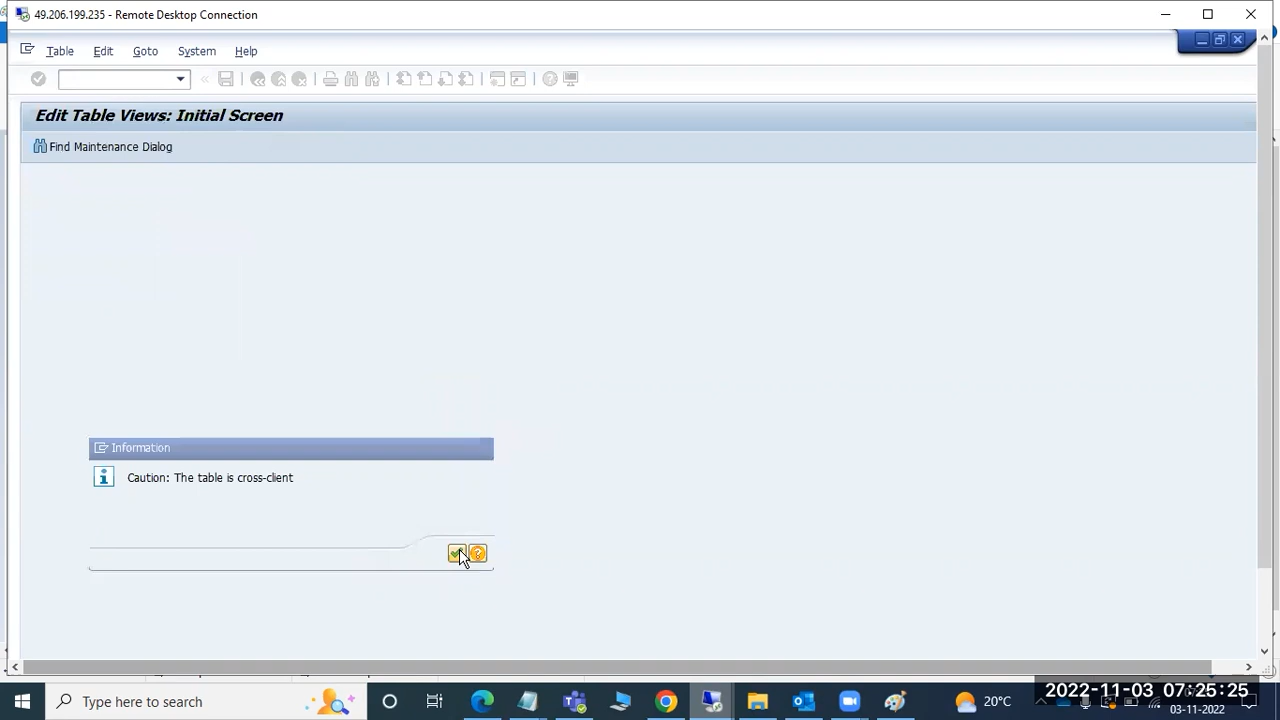 49.206.199.235 - Remote Desktop Connection
Table Edit Goto System Help
Edit Table Views: Initial Screen
Find Maintenance Dialog
Information
Caution: The table is cross-client
Type here to search
20°C
2022-11-03 07:25:25
03-11-2022